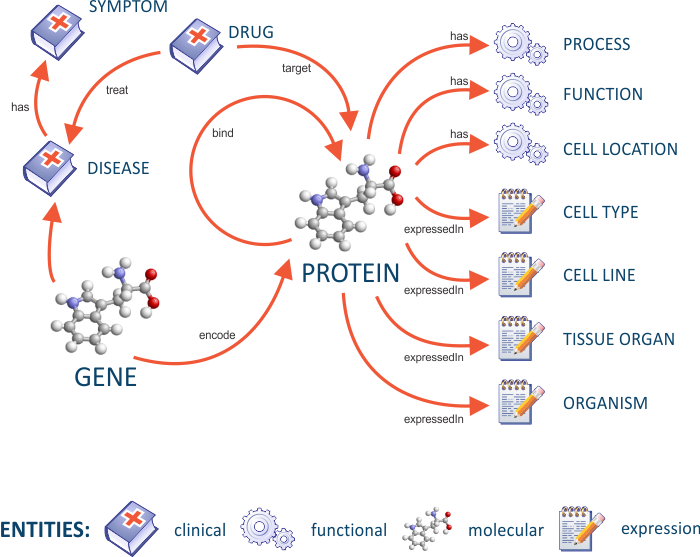 SYMPTOM
DRUG
has
PROCESS
target
treat
has
FUNCTION
has
bind
has
CELL LOCATION
DISEASE
CELL TYPE
expressedIn
PROTEIN
CELL LINE
expressedIn
encode
TISSUE ORGAN
expressedIn
GENE
ORGANISM
expressedIn
ENTITIES: clinical functional molecular expression